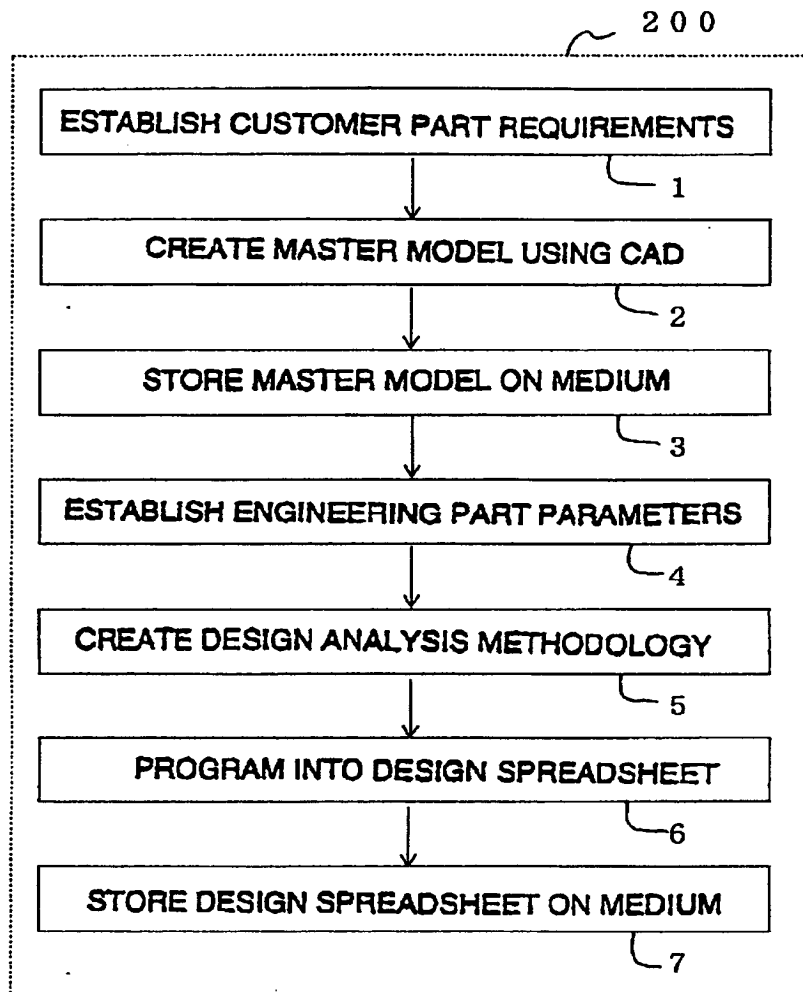 200
ESTABLISH CUSTOMER PART REQUIREMENTS
1
CREATE MASTER MODEL USING CAD
2
STORE MASTER MODEL ON MEDIUM
3
ESTABLISH ENGINEERING PART PARAMETERS
4
CREATE DESIGN ANALYSIS METHODOLOGY
5
PROGRAM INTO DESIGN SPREADSHEET
6
STORE DESIGN SPREADSHEET ON MEDIUM
7